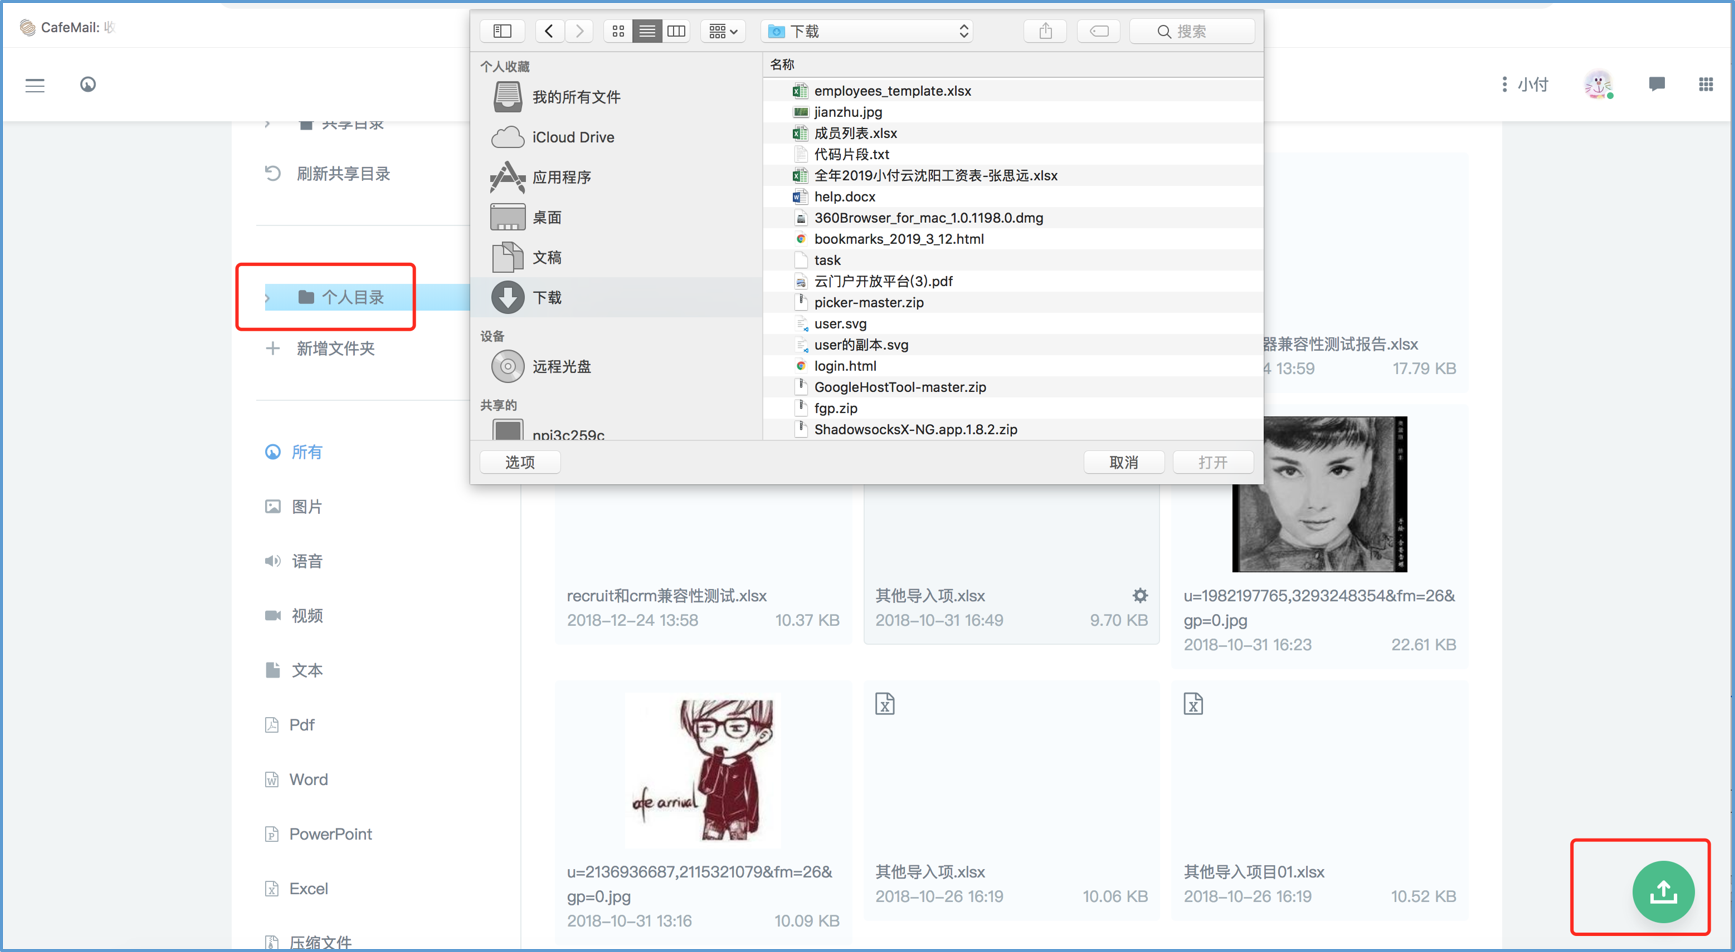 CafeMail: 收
下载
搜索
小付
共享目录
刷新共享目录
个人目录
新增文件夹
所有
图片
语音
视频
文本
Pdf
Word
PowerPoint
Excel
压缩文件
个人收藏
我的所有文件
iCloud Drive
应用程序
桌面
文稿
下载
设备
远程光盘
共享的
npi3c259c
名称
employees_template.xlsx
jianzhu.jpg
成员列表.xlsx
代码片段.txt
全年2019小付云沈阳工资表-张思远.xlsx
help.docx
360Browser_for_mac_1.0.1198.0.dmg
bookmarks_2019_3_12.html
task
云门户开放平台(3).pdf
picker-master.zip
user.svg
user的副本.svg
login.html
GoogleHostTool-master.zip
fgp.zip
ShadowsocksX-NG.app.1.8.2.zip
选项
取消
打开
器兼容性测试报告.xlsx
4 13:59
17.79 KB
recruit和crm兼容性测试.xlsx
2018-12-24 13:58
10.37 KB
其他导入项.xlsx
2018-10-31 16:49
9.70 KB
u=1982197765,3293248354&fm=26&
gp=0.jpg
2018-10-31 16:23
22.61 KB
afe arrival
u=2136936687,2115321079&fm=26&
gp=0.jpg
2018-10-31 13:16
10.09 KB
其他导入项.xlsx
2018-10-26 16:19
10.06 KB
其他导入项目01.xlsx
2018-10-26 16:19
10.52 KB